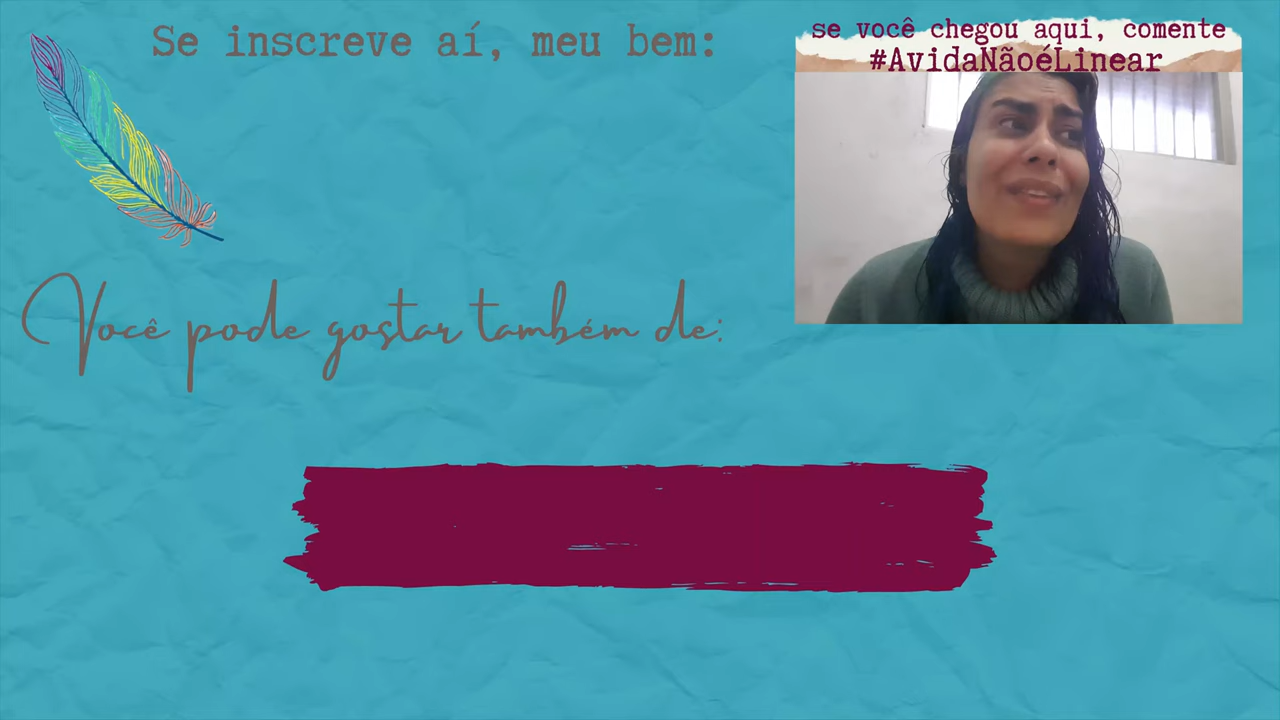 Se inscreve aí, meu bem:
se você chegou aqui, comente
#AvidaNãoéLinear
Você pode gostar também de: